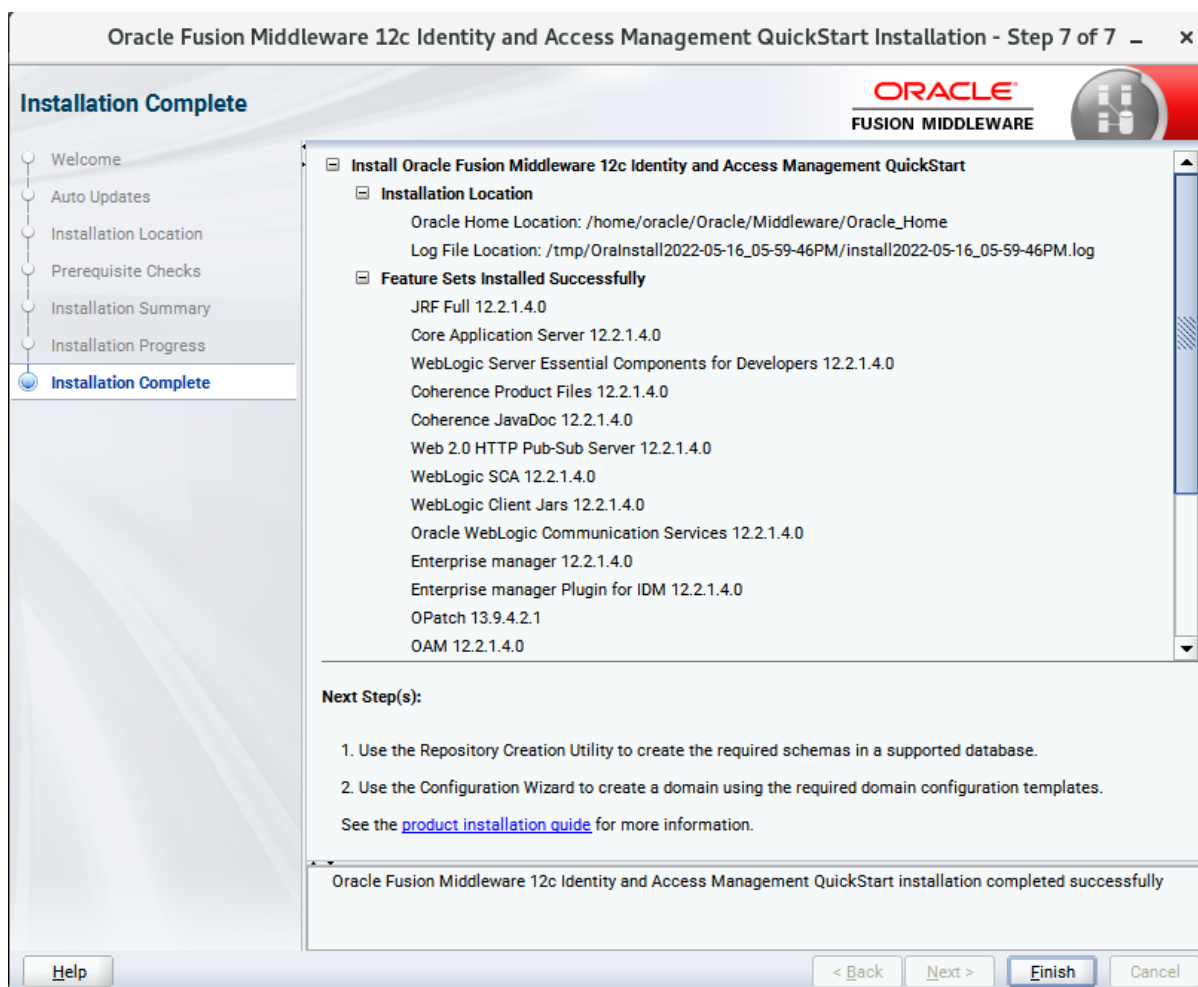 Oracle Fusion Middleware 12c Identity and Access Management QuickStart Installation - Step 7 of 7
Installation Complete
ORACLE
FUSION MIDDLEWARE
Welcome
Auto Updates
Installation Location
Prerequisite Checks
Installation Summary
Installation Progress
Installation Complete
Install Oracle Fusion Middleware 12c Identity and Access Management QuickStart
Installation Location
Oracle Home Location: /home/oracle/Oracle/Middleware/Oracle_Home
Log File Location: /tmp/OraInstall2022-05-16_05-59-46PM/install2022-05-16_05-59-46PM.log
Feature Sets Installed Successfully
JRF Full 12.2.1.4.0
Core Application Server 12.2.1.4.0
WebLogic Server Essential Components for Developers 12.2.1.4.0
Coherence Product Files 12.2.1.4.0
Coherence JavaDoc 12.2.1.4.0
Web 2.0 HTTP Pub-Sub Server 12.2.1.4.0
WebLogic SCA 12.2.1.4.0
WebLogic Client Jars 12.2.1.4.0
Oracle WebLogic Communication Services 12.2.1.4.0
Enterprise manager 12.2.1.4.0
Enterprise manager Plugin for IDM 12.2.1.4.0
OPatch 13.9.4.2.1
OAM 12.2.1.4.0
Next Step(s):
1. Use the Repository Creation Utility to create the required schemas in a supported database.
2. Use the Configuration Wizard to create a domain using the required domain configuration templates.
See the product installation guide for more information.
Oracle Fusion Middleware 12c Identity and Access Management QuickStart installation completed successfully
Help
< Back
Next >
Finish
Cancel